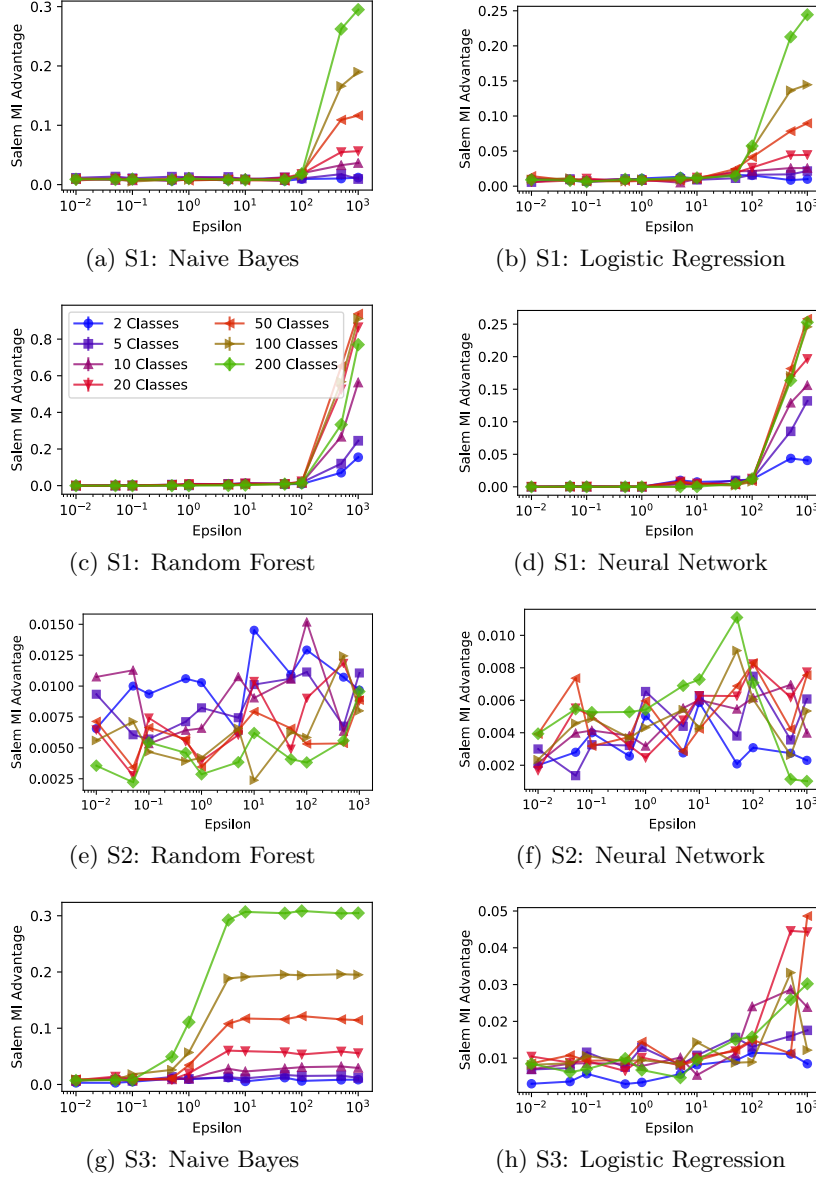 0.3
0.2
0.1
0.0
Salem MI Advantage
10⁻² 10⁻¹ 10⁰ 10¹ 10² 10³
Epsilon
(a) S1: Naive Bayes
0.25
0.20
0.15
0.10
0.05
0.00
Salem MI Advantage
10⁻² 10⁻¹ 10⁰ 10¹ 10² 10³
Epsilon
(b) S1: Logistic Regression
0.8
0.6
0.4
0.2
0.0
Salem MI Advantage
2 Classes
5 Classes
10 Classes
20 Classes
50 Classes
100 Classes
200 Classes
10⁻² 10⁻¹ 10⁰ 10¹ 10² 10³
Epsilon
(c) S1: Random Forest
0.25
0.20
0.15
0.10
0.05
0.00
Salem MI Advantage
10⁻² 10⁻¹ 10⁰ 10¹ 10² 10³
Epsilon
(d) S1: Neural Network
0.0150
0.0125
0.0100
0.0075
0.0050
0.0025
Salem MI Advantage
10⁻² 10⁻¹ 10⁰ 10¹ 10² 10³
Epsilon
(e) S2: Random Forest
0.010
0.008
0.006
0.004
0.002
Salem MI Advantage
10⁻² 10⁻¹ 10⁰ 10¹ 10² 10³
Epsilon
(f) S2: Neural Network
0.3
0.2
0.1
0.0
Salem MI Advantage
10⁻² 10⁻¹ 10⁰ 10¹ 10² 10³
Epsilon
(g) S3: Naive Bayes
0.05
0.04
0.03
0.02
0.01
Salem MI Advantage
10⁻² 10⁻¹ 10⁰ 10¹ 10² 10³
Epsilon
(h) S3: Logistic Regression